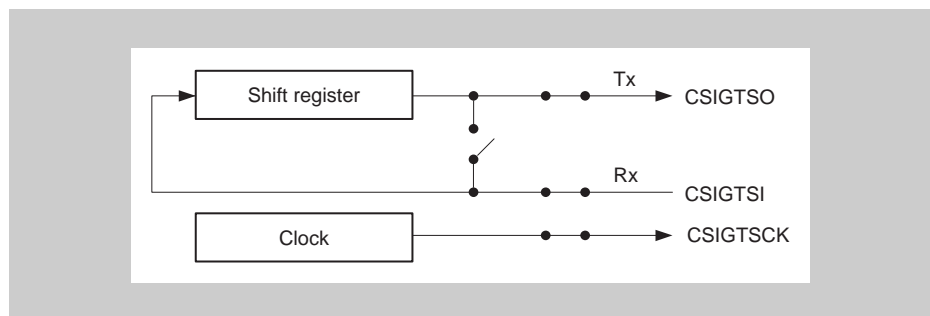 Shift register
Tx
CSIGTSO
Rx
CSIGTSI
Clock
CSIGTSCK